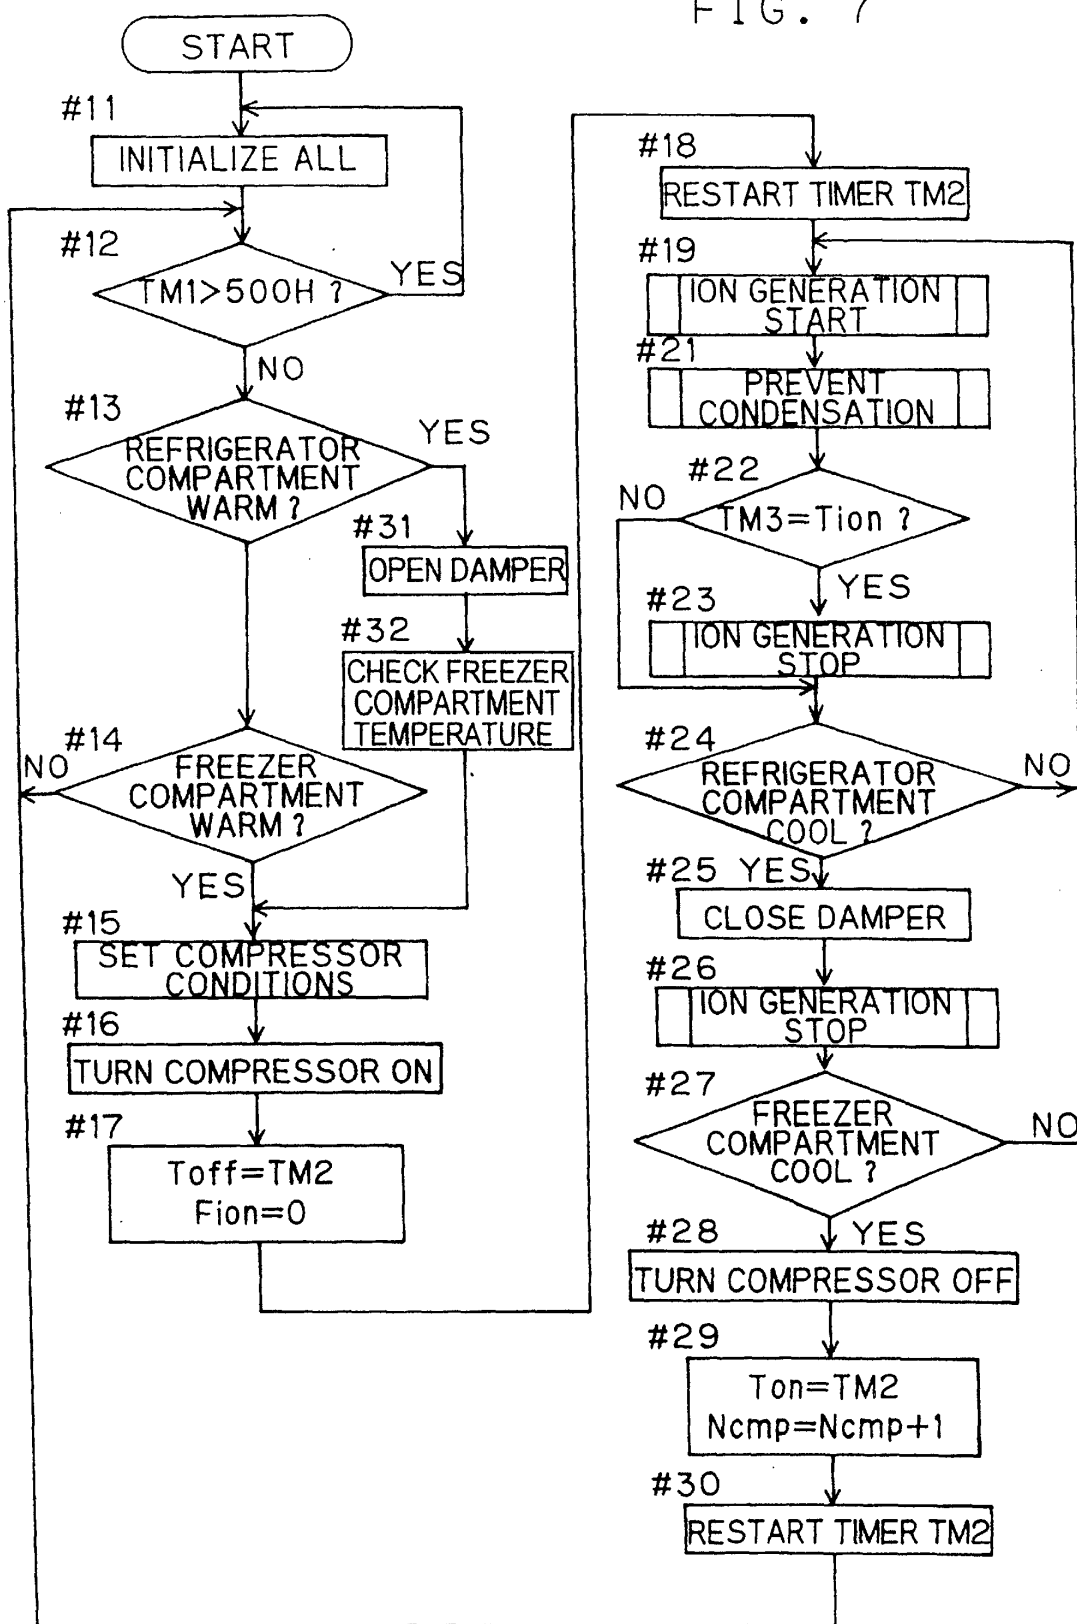 FIG. 7
START
#11
INITIALIZE ALL
#12
TM1>500H ?
YES
NO
#13
REFRIGERATOR
COMPARTMENT
WARM ?
YES
#31
OPEN DAMPER
#32
CHECK FREEZER
COMPARTMENT
TEMPERATURE
#14
FREEZER
COMPARTMENT
WARM ?
NO
YES
#15
SET COMPRESSOR
CONDITIONS
#16
TURN COMPRESSOR ON
#17
Toff=TM2
Fion=0
#18
RESTART TIMER TM2
#19
ION GENERATION
START
#21
PREVENT
CONDENSATION
#22
NO
TM3=Tion ?
YES
#23
ION GENERATION
STOP
#24
REFRIGERATOR
COMPARTMENT
COOL ?
NO
YES
#25
CLOSE DAMPER
#26
ION GENERATION
STOP
#27
FREEZER
COMPARTMENT
COOL ?
NO
YES
#28
TURN COMPRESSOR OFF
#29
Ton=TM2
Ncmp=Ncmp+1
#30
RESTART TIMER TM2